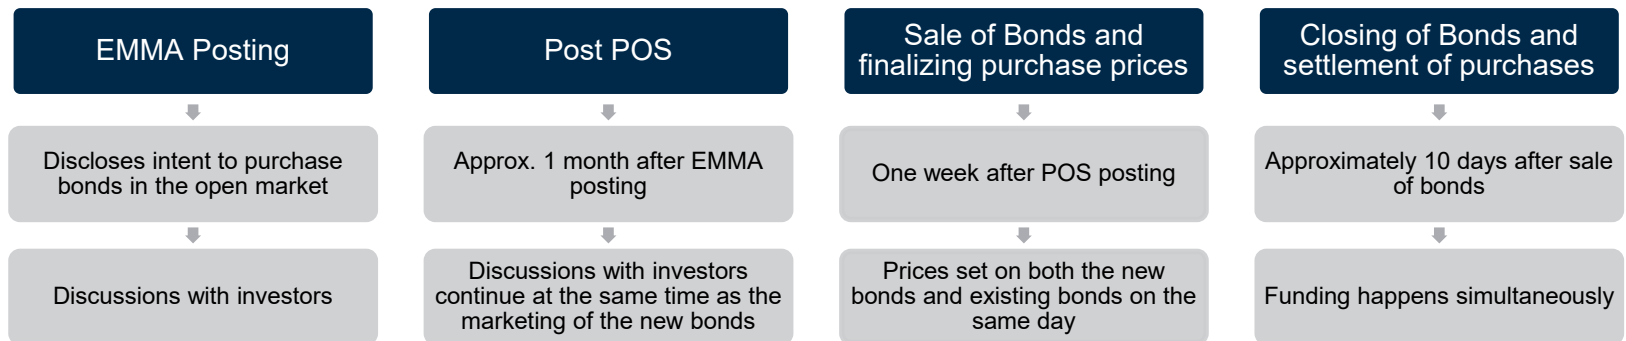 EMMA Posting
Discloses intent to purchase
bonds in the open market
Discussions with investors
Post POS
Approx. 1 month after EMMA
posting
Discussions with investors
continue at the same time as the
marketing of the new bonds
Sale of Bonds and
finalizing purchase prices
One week after POS posting
Prices set on both the new
bonds and existing bonds on the
same day
Closing of Bonds and
settlement of purchases
Approximately 10 days after sale
of bonds
Funding happens simultaneously